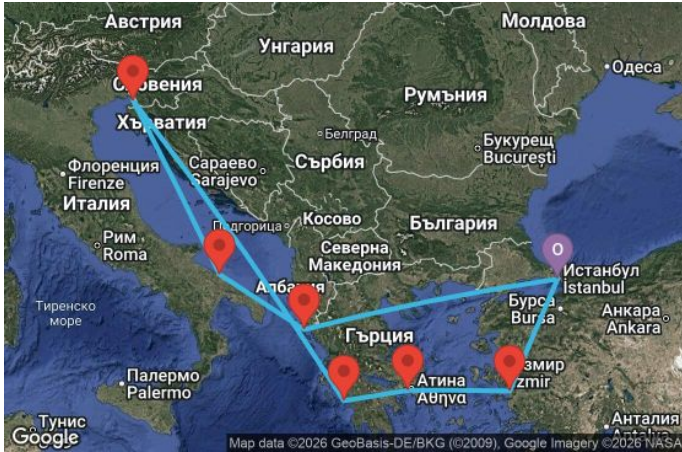 Австрия
Молдова
Унгария
Одеса
Словения
Румъния
Хърватия
Белград
Букурещ
București
Флоренция
Firenze
Сараево
Sarajevo
Сърбия
Италия
Подгорица
Косово
България
Рим
Roma
Северна
Македония
O
Истанбул
İstanbul
Албания
Бурса
Bursa
Анкара
Ankara
Тиренско
море
Гърция
Палермо
Palermo
Атина
Αθήνα
Измир
Izmir
Тунис
Анталия
Google
Map data ©2026 GeoBasis-DE/BKG (©2009), Google Imagery ©2026 NASA